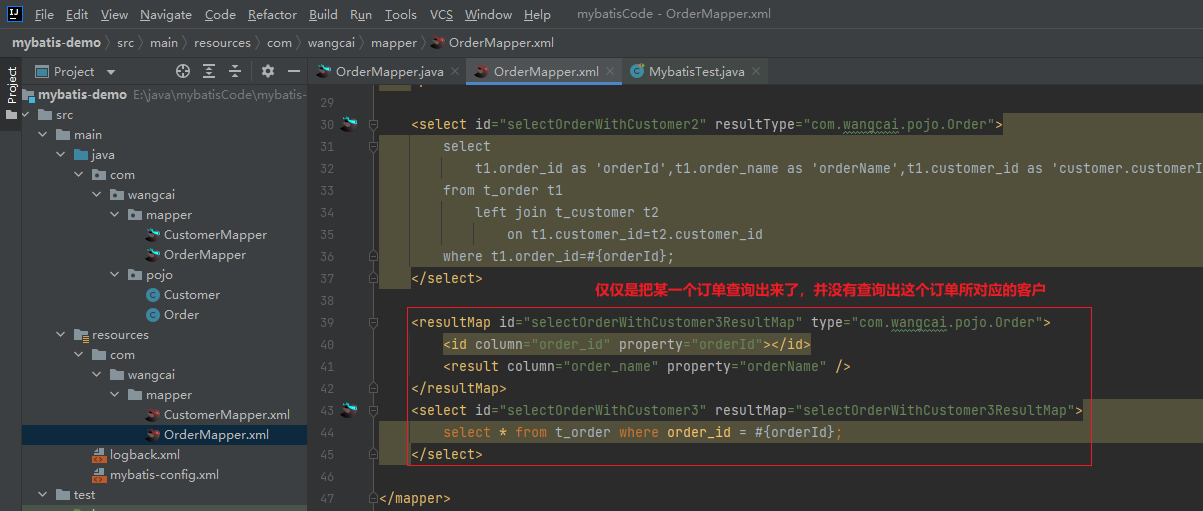 File Edit View Navigate Code Refactor Build Run Tools VCS Window Help mybatisCode - OrderMapper.xml
mybatis-demo src main resources com wangcai mapper OrderMapper.xml
Project
Project
OrderMapper.java OrderMapper.xml MybatisTest.java
mybatis-demo E:\java\mybatisCode\mybatis-
src
main
java
com
wangcai
mapper
CustomerMapper
OrderMapper
pojo
Customer
Order
resources
com
wangcai
mapper
CustomerMapper.xml
OrderMapper.xml
logback.xml
mybatis-config.xml
test
29
30 <select id="selectOrderWithCustomer2" resultType="com.wangcai.pojo.Order">
31 select
32 t1.order_id as 'orderId',t1.order_name as 'orderName',t1.customer_id as 'customer.customerI
33 from t_order t1
34 left join t_customer t2
35 on t1.customer_id=t2.customer_id
36 where t1.order_id=#{orderId};
37 </select>
仅仅是把某一个订单查询出来了，并没有查询出这个订单所对应的客户
38
39 <resultMap id="selectOrderWithCustomer3ResultMap" type="com.wangcai.pojo.Order">
40 <id column="order_id" property="orderId"></id>
41 <result column="order_name" property="orderName" />
42 </resultMap>
43 <select id="selectOrderWithCustomer3" resultMap="selectOrderWithCustomer3ResultMap">
44 select * from t_order where order_id = #{orderId};
45 </select>
46
47 </mapper>